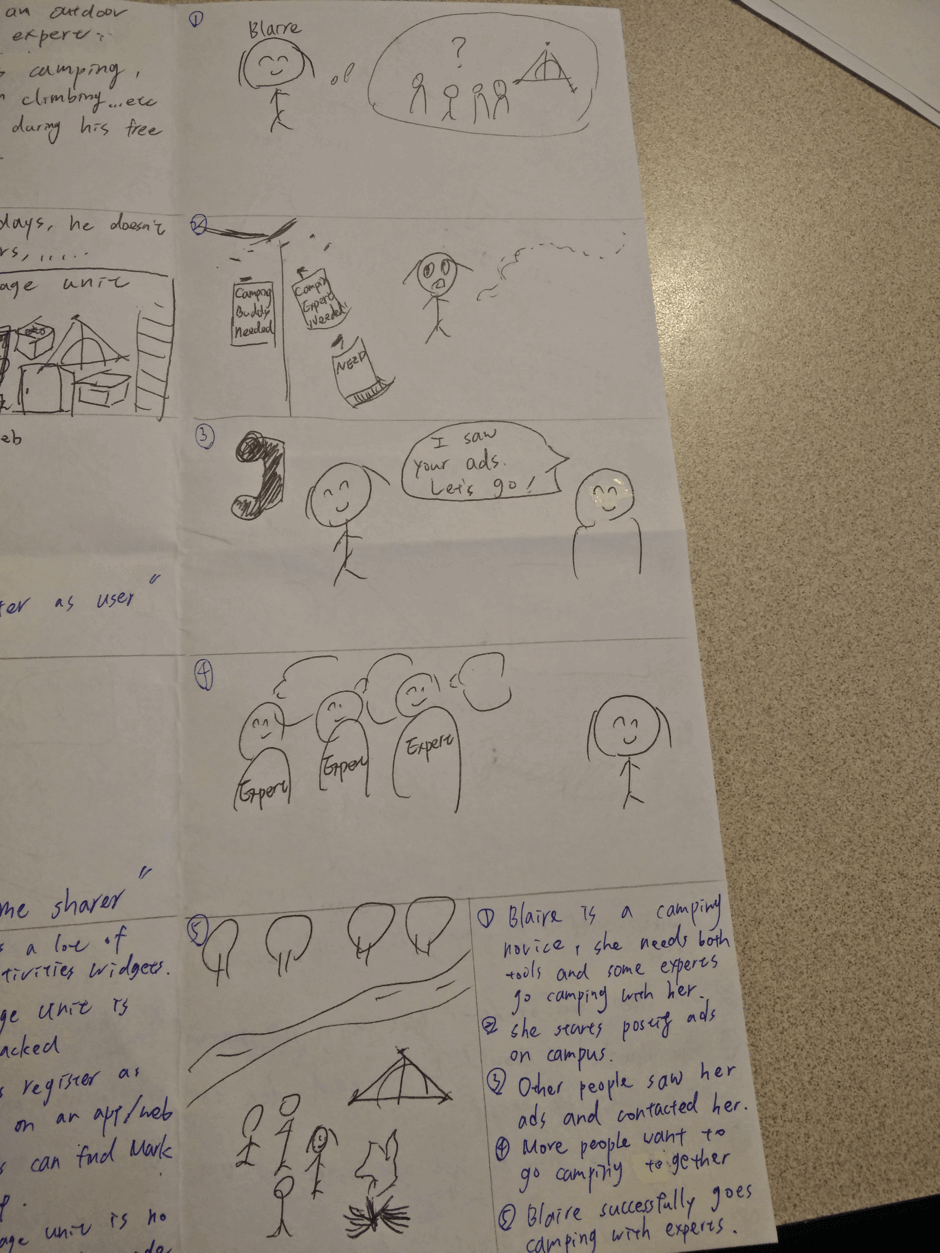 an outdoor
expert.
camping,
climbing...etc
during his free
days, he doesn't
rs, .....
age unit
eb
ter as user"
me sharer"
s a lot of
tivities widgets.
ge unit is
acked
s register as
on an app/web
s can find Mark
p.
age unit is no
① Blaire
?
②
Camping
Buddy
Needed
Camping
Expert
Needed!
NEED
③ I saw
your ads.
Let's go!
④
Expert
Expert
Expert
⑤
① Blaire is a camping
novice, she needs both
tools and some experts
go camping with her.
② She starts postig ads
on campus.
③ Other people saw her
ads and contacted her.
④ More people want to
go camping together
⑤ Blaire successfully goes
camping with experts.